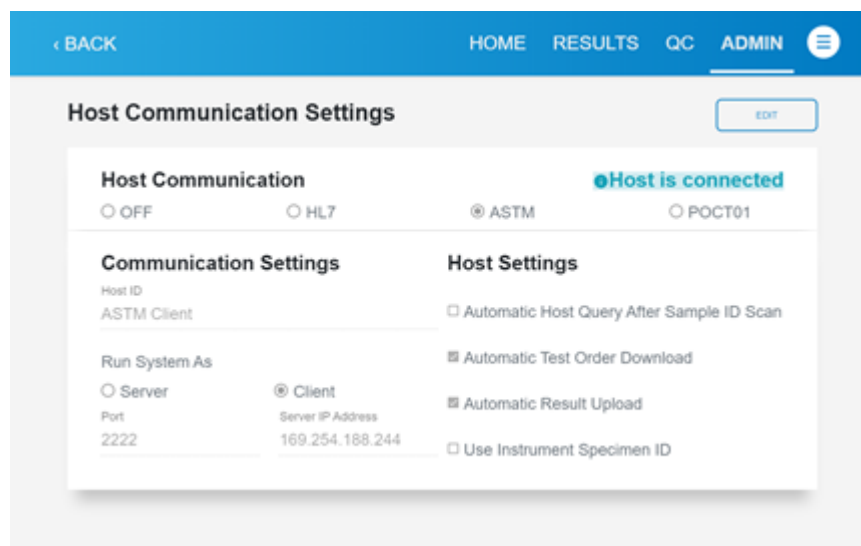 ‹ BACK HOME RESULTS QC ADMIN
Host Communication Settings EDIT
Host Communication Host is connected
OFF HL7 ASTM POCT01
Communication Settings
Host ID
ASTM Client
Run System As
Server Client
Port Server IP Address
2222 169.254.188.244
Host Settings
Automatic Host Query After Sample ID Scan
Automatic Test Order Download
Automatic Result Upload
Use Instrument Specimen ID